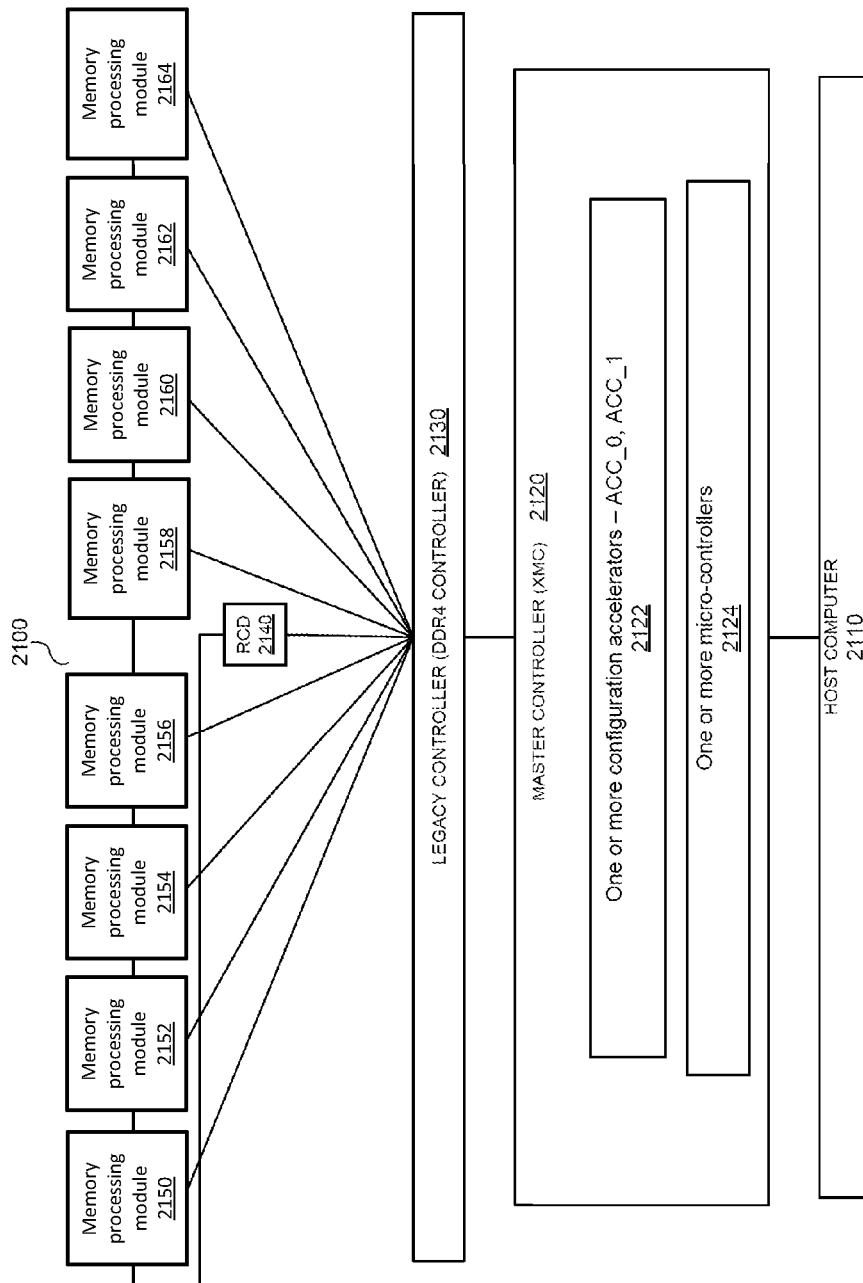 2100
Memory
processing
module
2150
Memory
processing
module
2152
Memory
processing
module
2154
Memory
processing
module
2156
Memory
processing
module
2158
Memory
processing
module
2160
Memory
processing
module
2162
Memory
processing
module
2164
RCD
2140
LEGACY CONTROLLER (DDR4 CONTROLLER) 2130
MASTER CONTROLLER (XMC) 2120
One or more configuration accelerators – ACC_0, ACC_1
2122
One or more micro-controllers
2124
HOST COMPUTER
2110